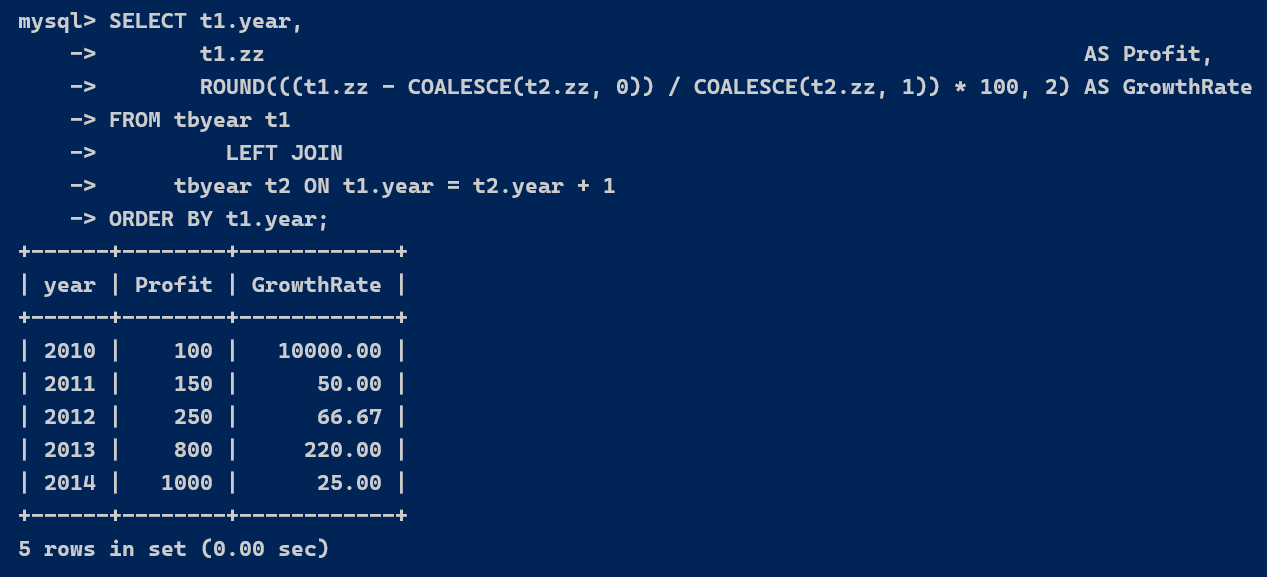 mysql> SELECT t1.year,
    ->        t1.zz                                                               AS Profit,
    ->        ROUND(((t1.zz - COALESCE(t2.zz, 0)) / COALESCE(t2.zz, 1)) * 100, 2) AS GrowthRate
    -> FROM tbyear t1
    ->          LEFT JOIN
    ->      tbyear t2 ON t1.year = t2.year + 1
    -> ORDER BY t1.year;
+------+--------+------------+
| year | Profit | GrowthRate |
+------+--------+------------+
| 2010 |    100 |   10000.00 |
| 2011 |    150 |      50.00 |
| 2012 |    250 |      66.67 |
| 2013 |    800 |     220.00 |
| 2014 |   1000 |      25.00 |
+------+--------+------------+
5 rows in set (0.00 sec)